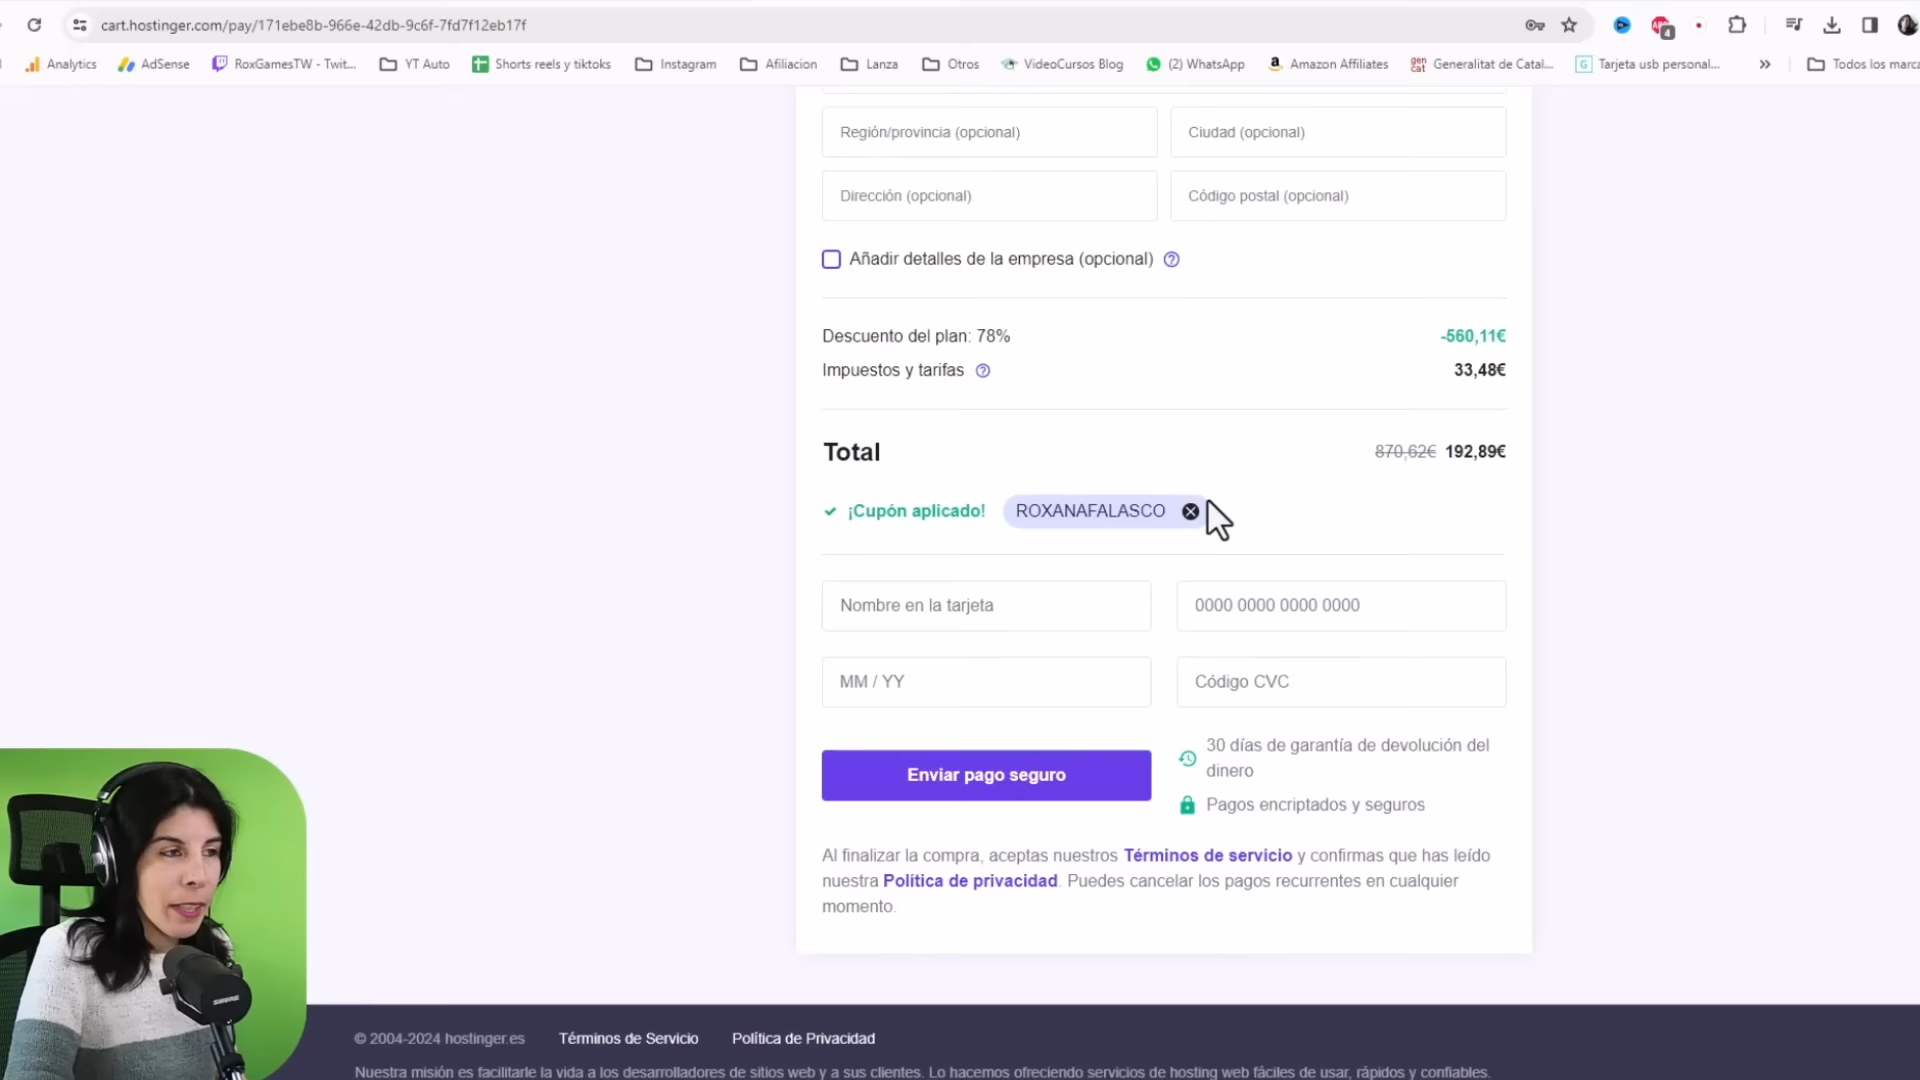 cart.hostinger.com/pay/171ebe8b-966e-42db-9c6f-7fd7f12eb17f
4
Analytics AdSense RoxGamesTW - Twit... YT Auto Shorts reels y tiktoks Instagram Afiliacion Lanza Otros VideoCursos Blog (2) WhatsApp Amazon Affiliates Generalitat de Catal... Tarjeta usb personal... » Todos los marca
Región/provincia (opcional) Ciudad (opcional)
Dirección (opcional) Código postal (opcional)
Añadir detalles de la empresa (opcional)
Descuento del plan: 78% -560,11€
Impuestos y tarifas 33,48€
Total 870,62€ 192,89€
¡Cupón aplicado! ROXANAFALASCO
Nombre en la tarjeta 0000 0000 0000 0000
MM / YY Código CVC
Enviar pago seguro
30 días de garantía de devolución del
dinero
Pagos encriptados y seguros
Al finalizar la compra, aceptas nuestros Términos de servicio y confirmas que has leído
nuestra Política de privacidad. Puedes cancelar los pagos recurrentes en cualquier
momento.
SHURE
© 2004-2024 hostinger.es Términos de Servicio Política de Privacidad
Nuestra misión es facilitarle la vida a los desarrolladores de sitios web y a sus clientes. Lo hacemos ofreciendo servicios de hosting web fáciles de usar, rápidos y confiables.